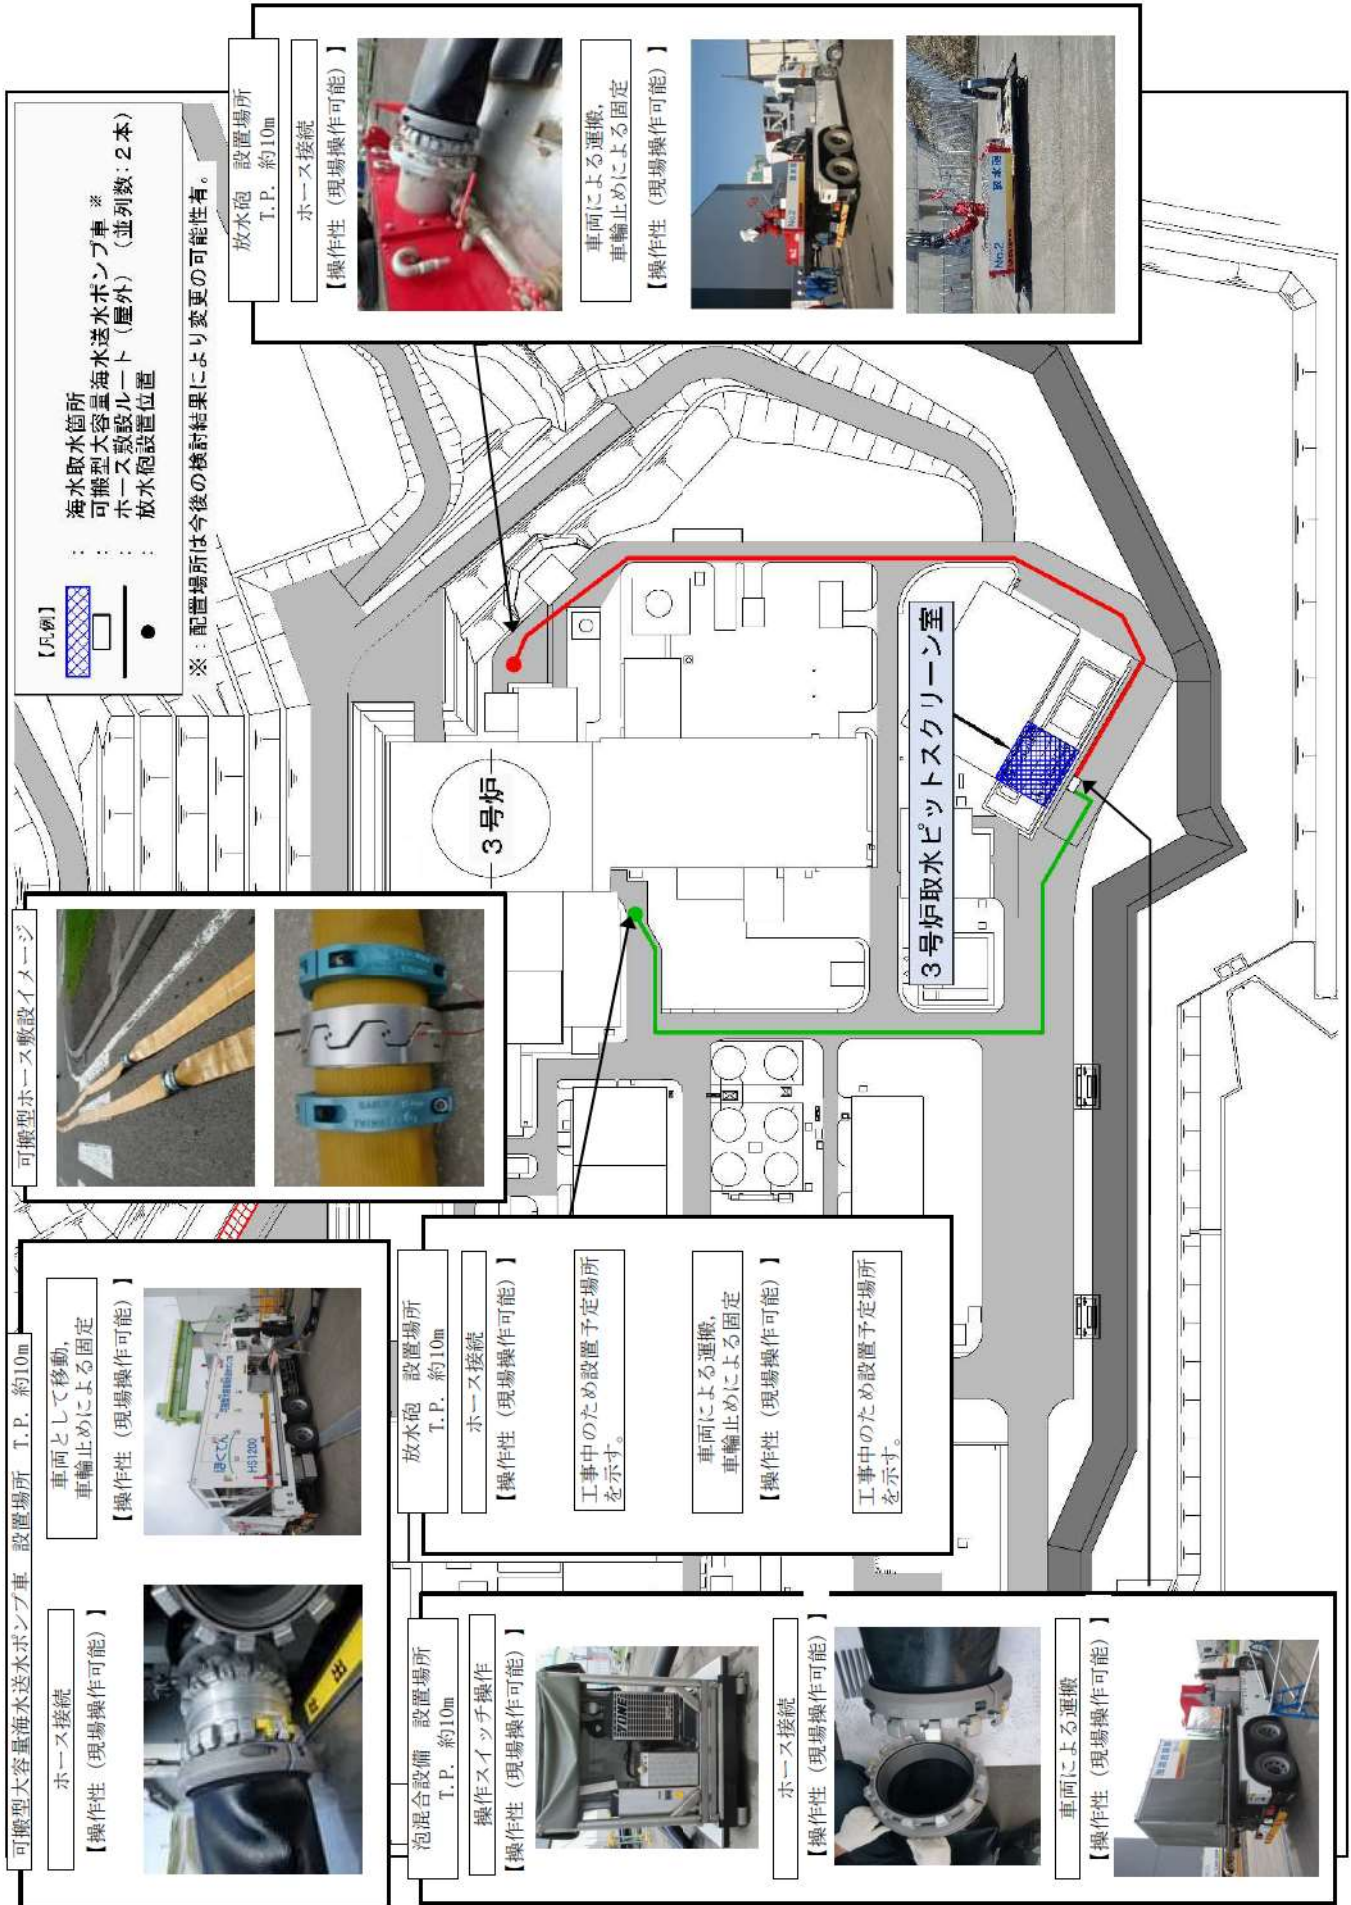 可搬型大容量海水送水ポンプ車　設置場所　T.P. 約10m
ホース接続
【操作性（現場操作可能）】
車両として移動，
車輪止めによる固定
【操作性（現場操作可能）】
ほくでん
HS1200
可搬型ホース敷設イメージ
【凡例】
： 海水取水箇所
： 可搬型大容量海水送水ポンプ車 ※
： ホース敷設ルート（屋外）（並列数：２本）
： 放水砲設置位置
※：配置場所は今後の検討結果により変更の可能性有。
放水砲　設置場所
T.P. 約10m
ホース接続
【操作性（現場操作可能）】
車両による運搬，
車輪止めによる固定
【操作性（現場操作可能）】
No.2
No.2
放水砲
放水砲　設置場所
T.P. 約10m
ホース接続
【操作性（現場操作可能）】
工事中のため設置予定場所
を示す。
車両による運搬，
車輪止めによる固定
【操作性（現場操作可能）】
工事中のため設置予定場所
を示す。
泡混合設備　設置場所
T.P. 約10m
操作スイッチ操作
【操作性（現場操作可能）】
ホース接続
【操作性（現場操作可能）】
車両による運搬
【操作性（現場操作可能）】
３号炉
３号炉取水ピットスクリーン室